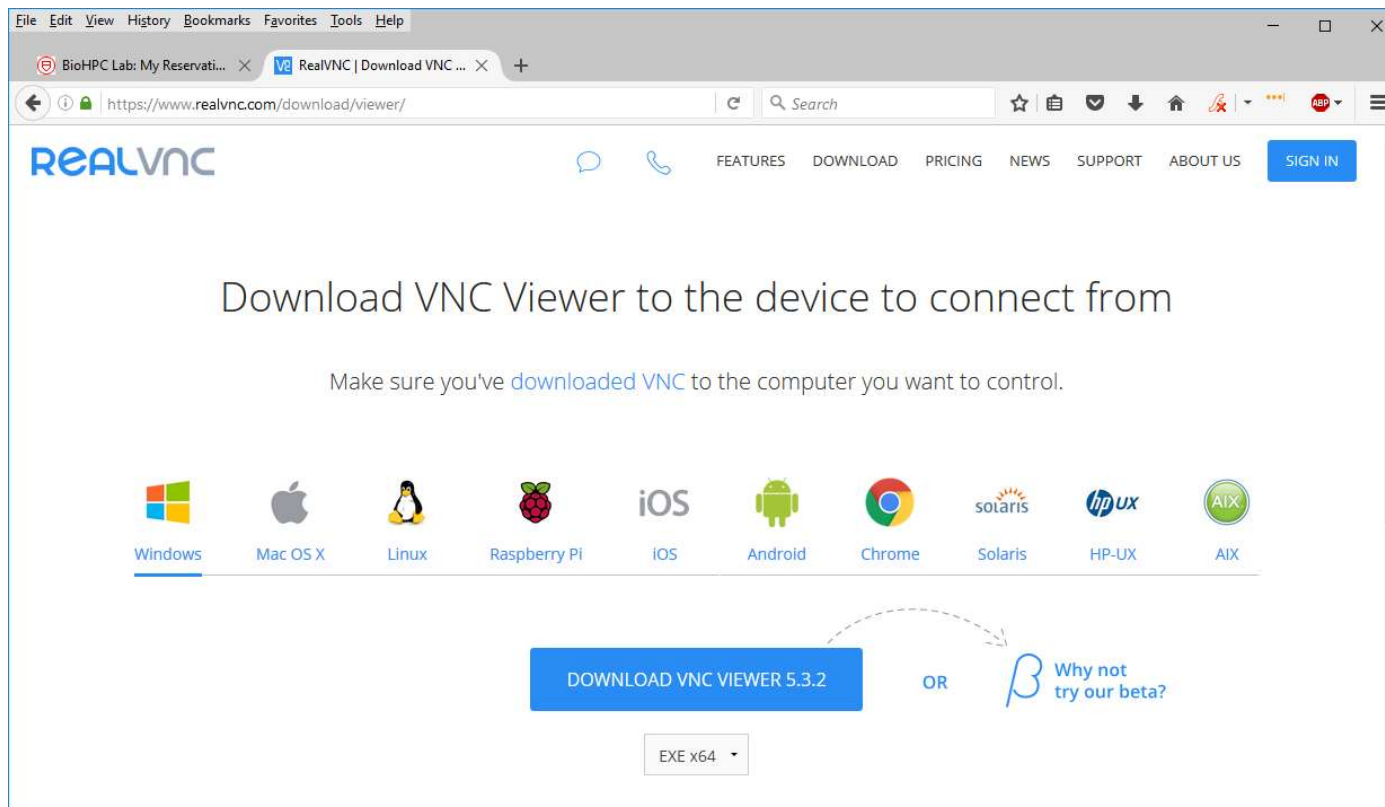 File Edit View History Bookmarks Favorites Tools Help
BioHPC Lab: My Reservati... RealVNC | Download VNC ...
https://www.realvnc.com/download/viewer/ Search ABP
REALVNC FEATURES DOWNLOAD PRICING NEWS SUPPORT ABOUT US SIGN IN
Download VNC Viewer to the device to connect from
Make sure you've downloaded VNC to the computer you want to control.
iOS solaris hp UX AIX
Windows Mac OS X Linux Raspberry Pi iOS Android Chrome Solaris HP-UX AIX
DOWNLOAD VNC VIEWER 5.3.2 OR β Why not
try our beta?
EXE x64